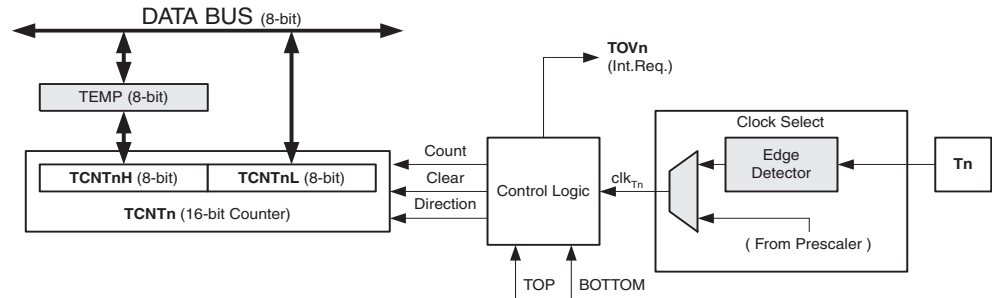 DATA BUS (8-bit)
TOVn
(Int.Req.)
TEMP (8-bit)
Clock Select
Count
Edge
Detector
Tn
TCNTnH (8-bit) TCNTnL (8-bit)
Clear
Control Logic
clkTn
TCNTn (16-bit Counter)
Direction
( From Prescaler )
TOP
BOTTOM